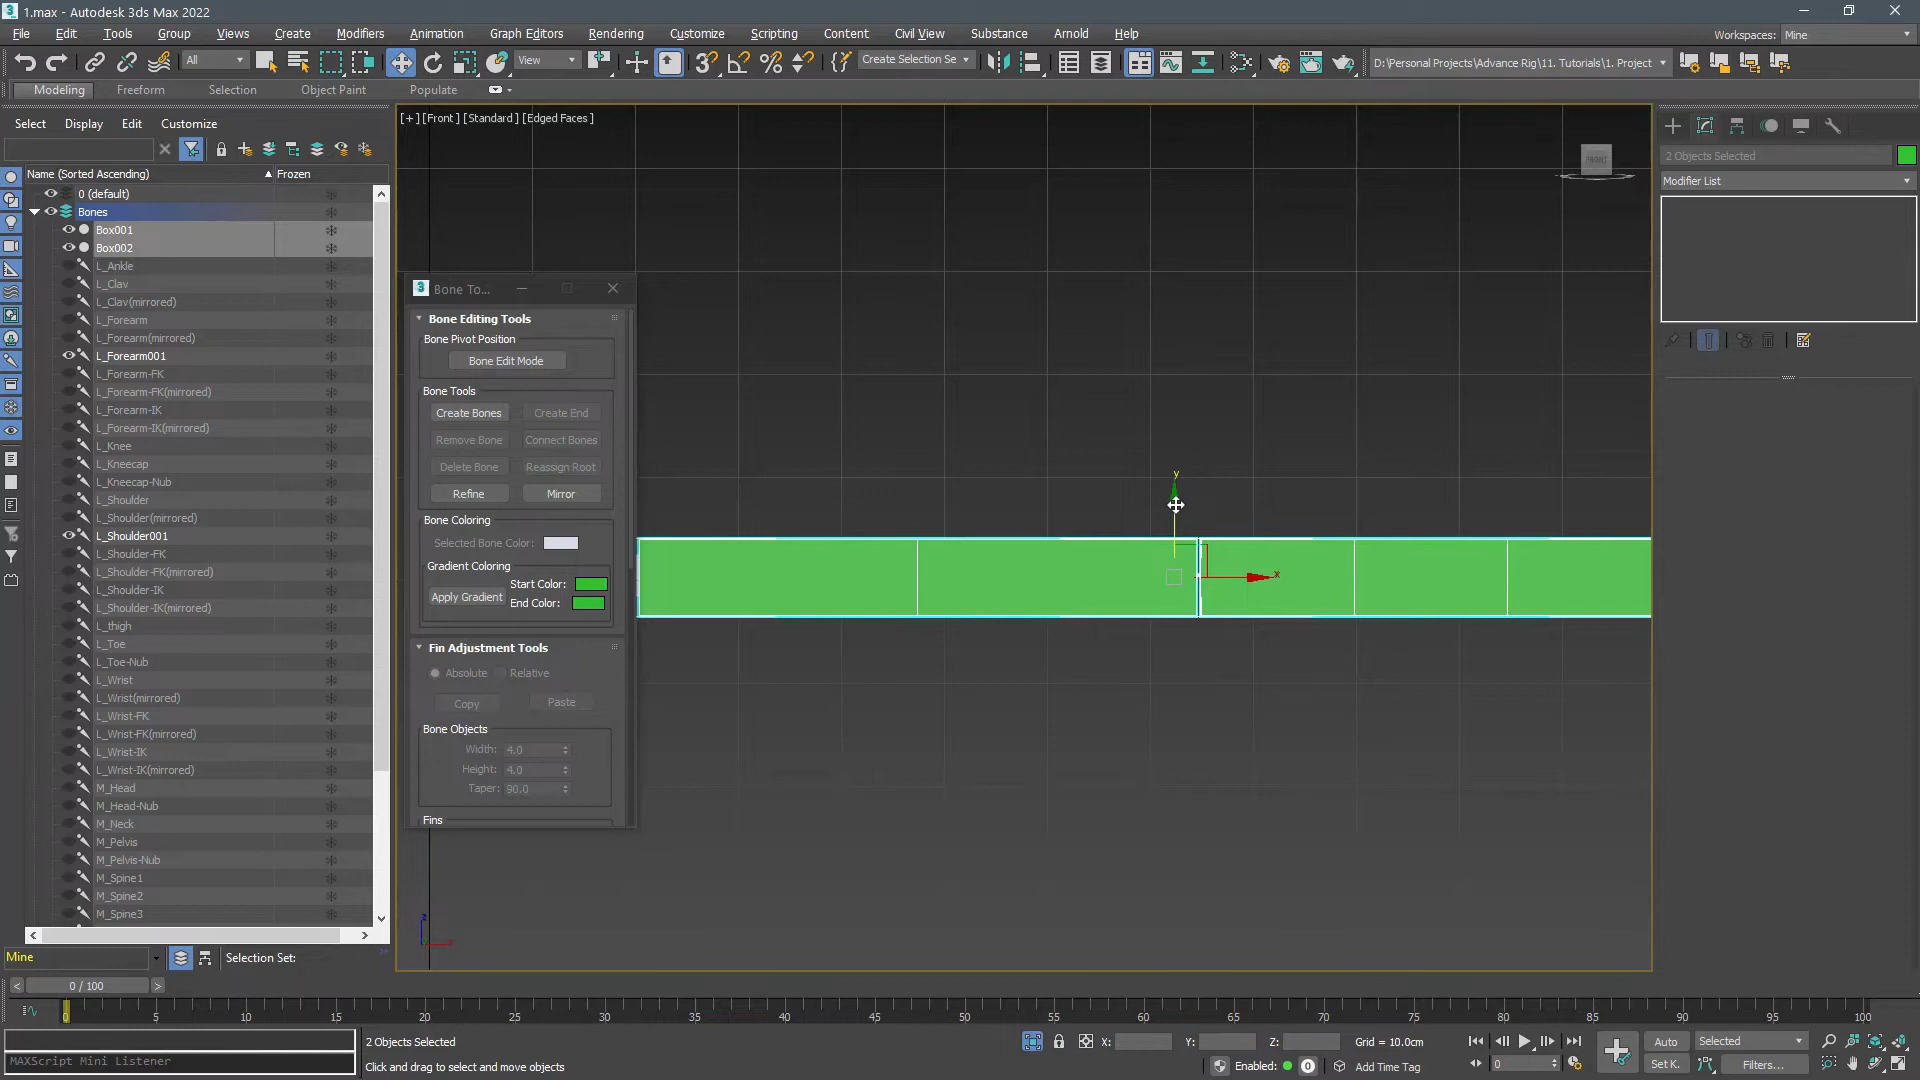 1.max - Autodesk 3ds Max 2022
File Edit Tools Group Views Create Modifiers Animation Graph Editors Rendering Customize Scripting Content Civil View Substance Arnold Help
Workspaces: Mine
All View Create Selection Se D:\Personal Projects\Advance Rig\11. Tutorials\1. Project
Modeling Freeform Selection Object Paint Populate
Select Display Edit Customize
[+] [Front] [Standard] [Edged Faces]
FRONT
2 Objects Selected
Modifier List
Name (Sorted Ascending) Frozen
0 (default)
Bones
Box001
Box002
L_Ankle
L_Clav
L_Clav(mirrored)
L_Forearm
L_Forearm(mirrored)
L_Forearm001
L_Forearm-FK
L_Forearm-FK(mirrored)
L_Forearm-IK
L_Forearm-IK(mirrored)
L_Knee
L_Kneecap
L_Kneecap-Nub
L_Shoulder
L_Shoulder(mirrored)
L_Shoulder001
L_Shoulder-FK
L_Shoulder-FK(mirrored)
L_Shoulder-IK
L_Shoulder-IK(mirrored)
L_thigh
L_Toe
L_Toe-Nub
L_Wrist
L_Wrist(mirrored)
L_Wrist-FK
L_Wrist-FK(mirrored)
L_Wrist-IK
L_Wrist-IK(mirrored)
M_Head
M_Head-Nub
M_Neck
M_Pelvis
M_Pelvis-Nub
M_Spine1
M_Spine2
M_Spine3
Bone To...
Bone Editing Tools
Bone Pivot Position
Bone Edit Mode
Bone Tools
Create Bones Create End
Remove Bone Connect Bones
Delete Bone Reassign Root
Refine Mirror
Bone Coloring
Selected Bone Color:
Gradient Coloring
Start Color:
Apply Gradient End Color:
Fin Adjustment Tools
Absolute Relative
Copy Paste
Bone Objects
Width: 4.0
Height: 4.0
Taper: 90.0
Fins
y
x
z
Mine Selection Set:
< 0 / 100 >
0 5 10 15 20 25 30 35 40 45 50 55 60 65 70 75 80 85 90 95 100
2 Objects Selected X: Y: Z: Grid = 10.0cm Auto Selected
MAXScript Mini Listener Click and drag to select and move objects Enabled: 0 Add Time Tag 0 Set K. Filters...